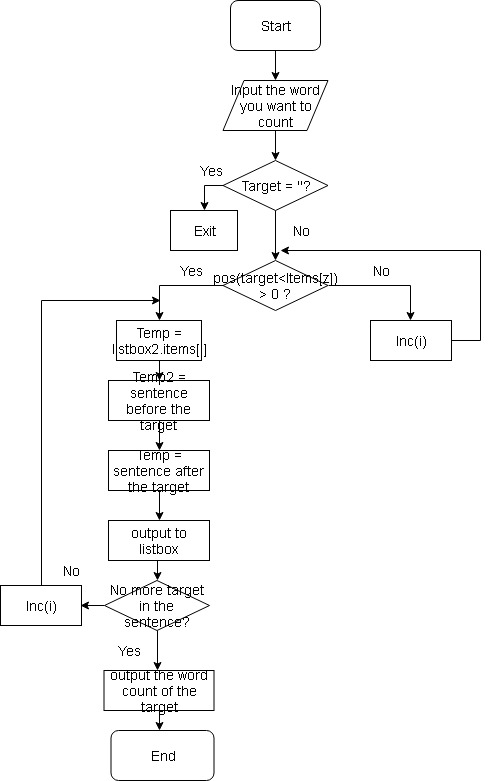 Start
Input the word
you want to
count
Yes
Target = ''?
Exit
No
pos(target<Items[z])
> 0 ?
Yes
No
Temp =
listbox2.items[i]
Inc(i)
Temp2 =
sentence
before the
target
Temp =
sentence after
the target
output to
listbox
No more target
in the
sentence?
No
Inc(i)
Yes
output the word
count of the
target
End